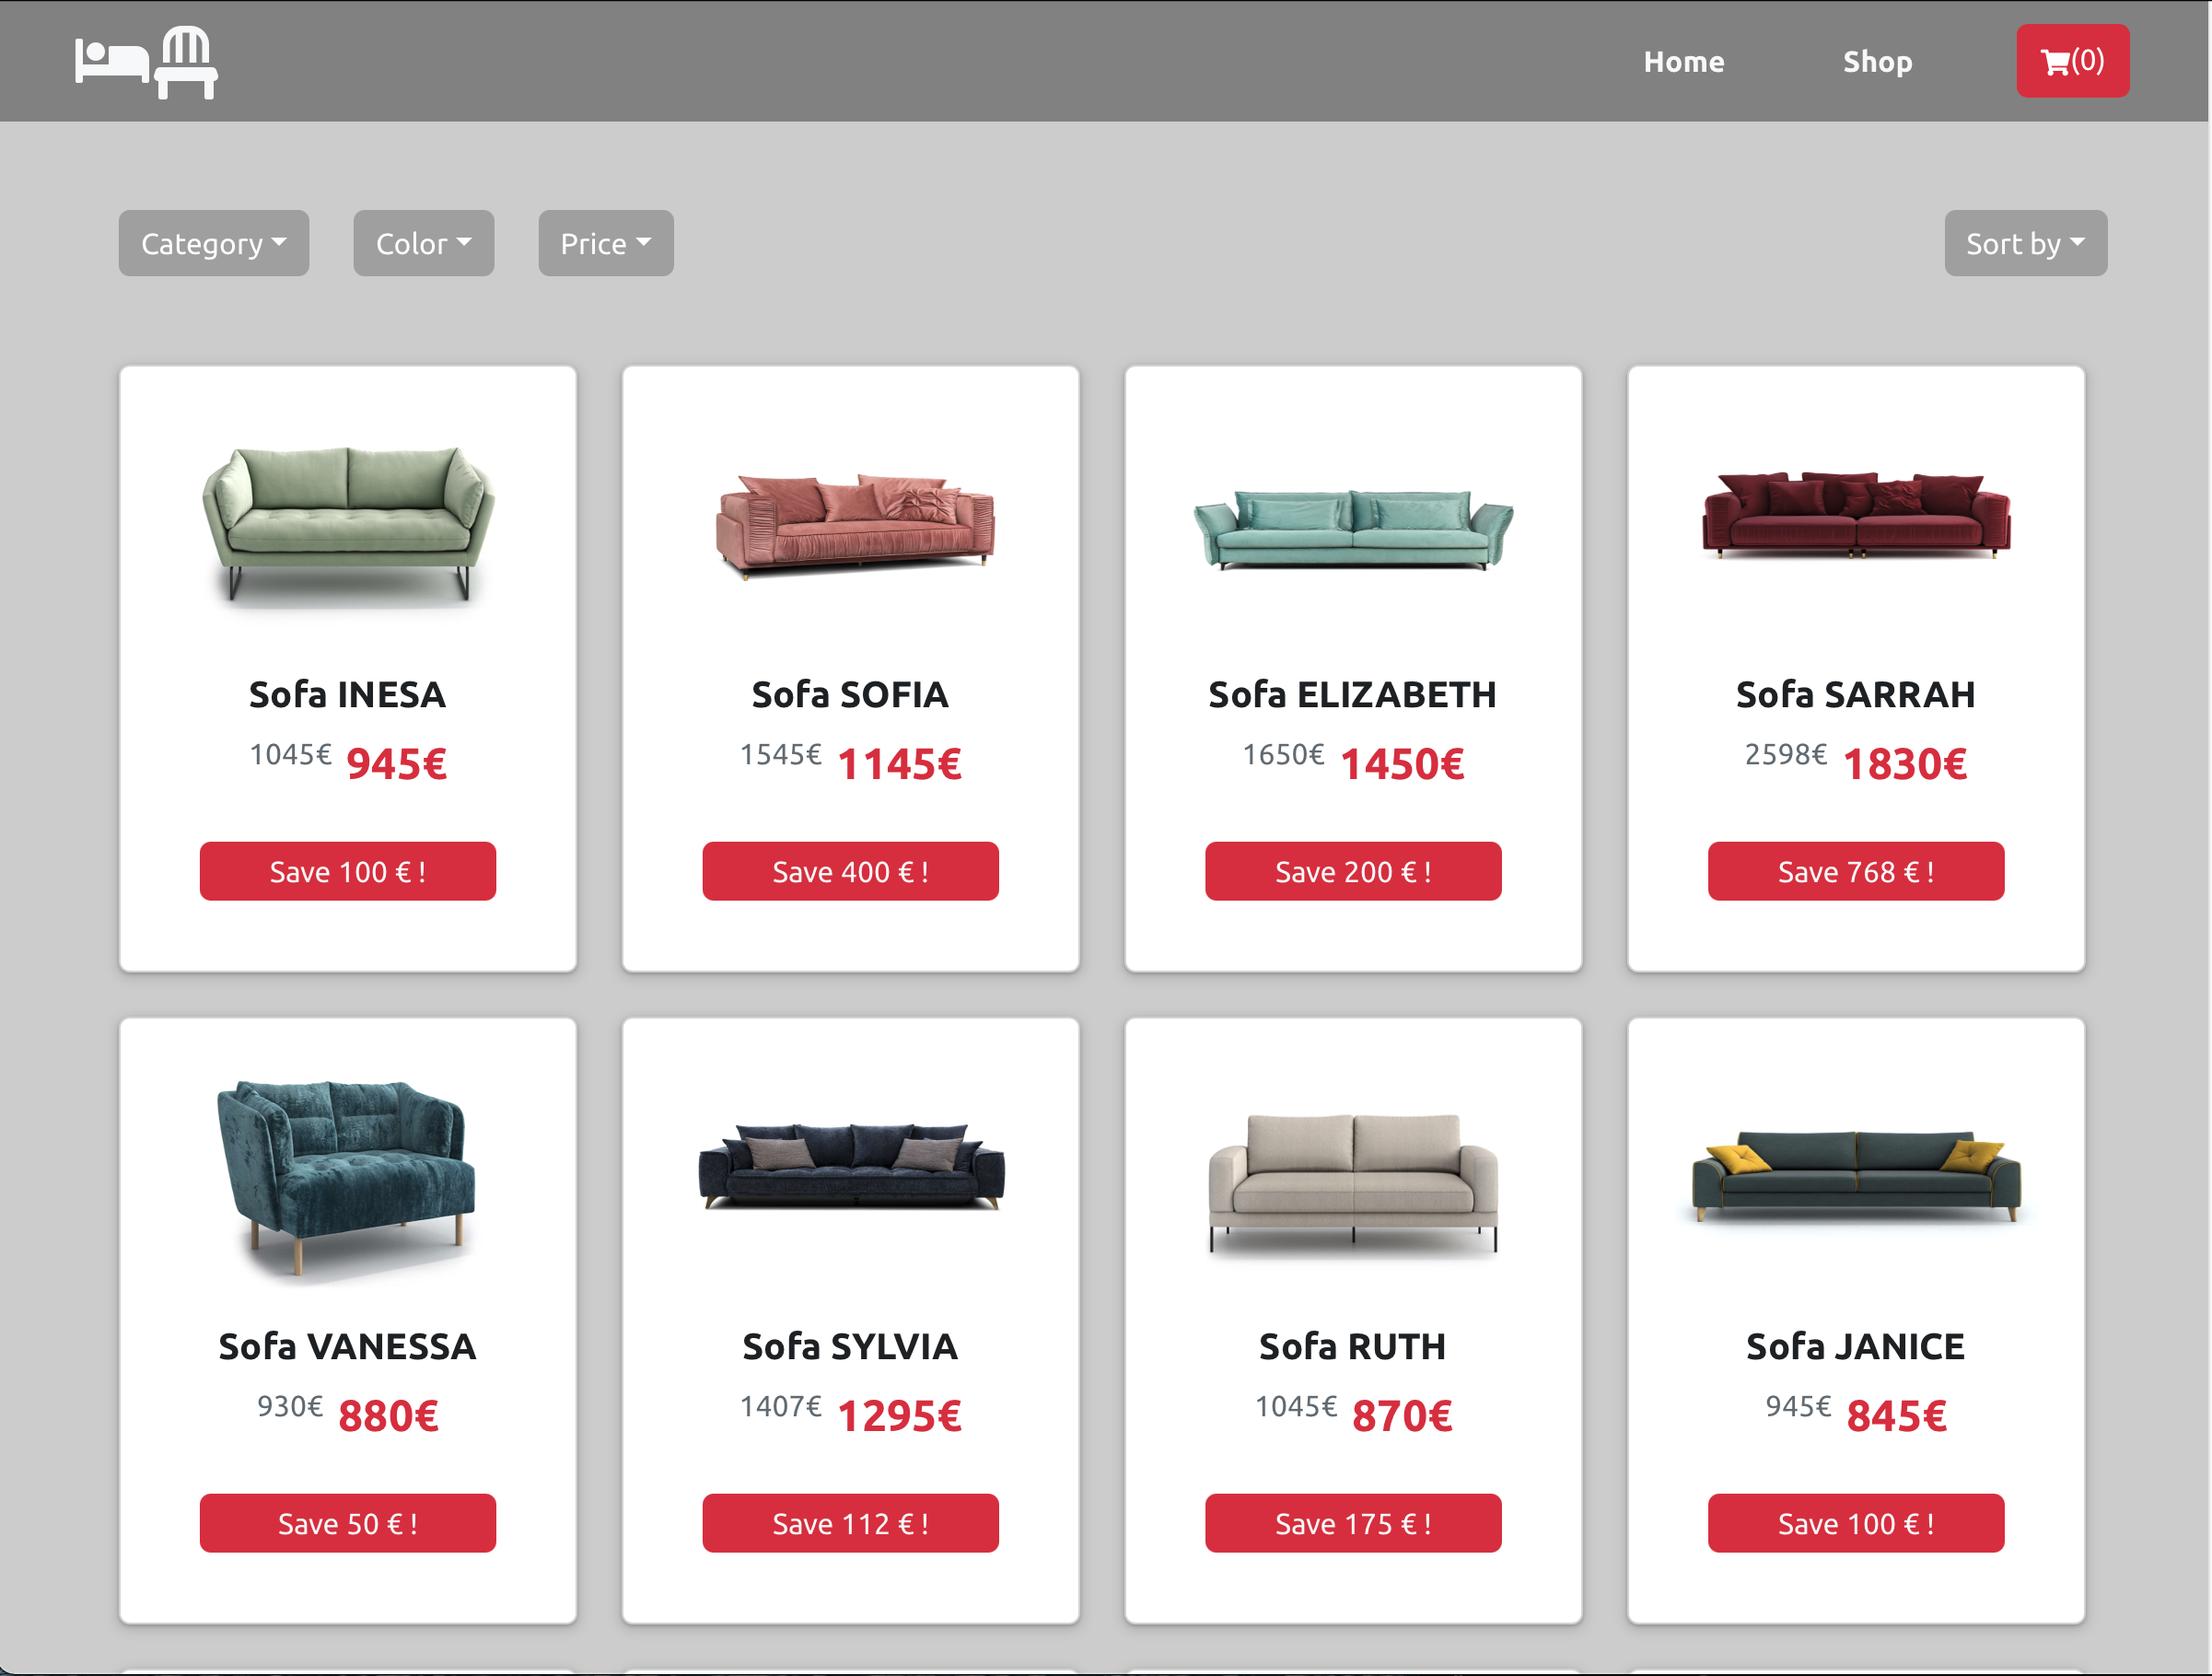 Home Shop (0)
Category Color Price Sort by
Sofa INESA
1045€ 945€
Save 100 € !
Sofa SOFIA
1545€ 1145€
Save 400 € !
Sofa ELIZABETH
1650€ 1450€
Save 200 € !
Sofa SARRAH
2598€ 1830€
Save 768 € !
Sofa VANESSA
930€ 880€
Save 50 € !
Sofa SYLVIA
1407€ 1295€
Save 112 € !
Sofa RUTH
1045€ 870€
Save 175 € !
Sofa JANICE
945€ 845€
Save 100 € !